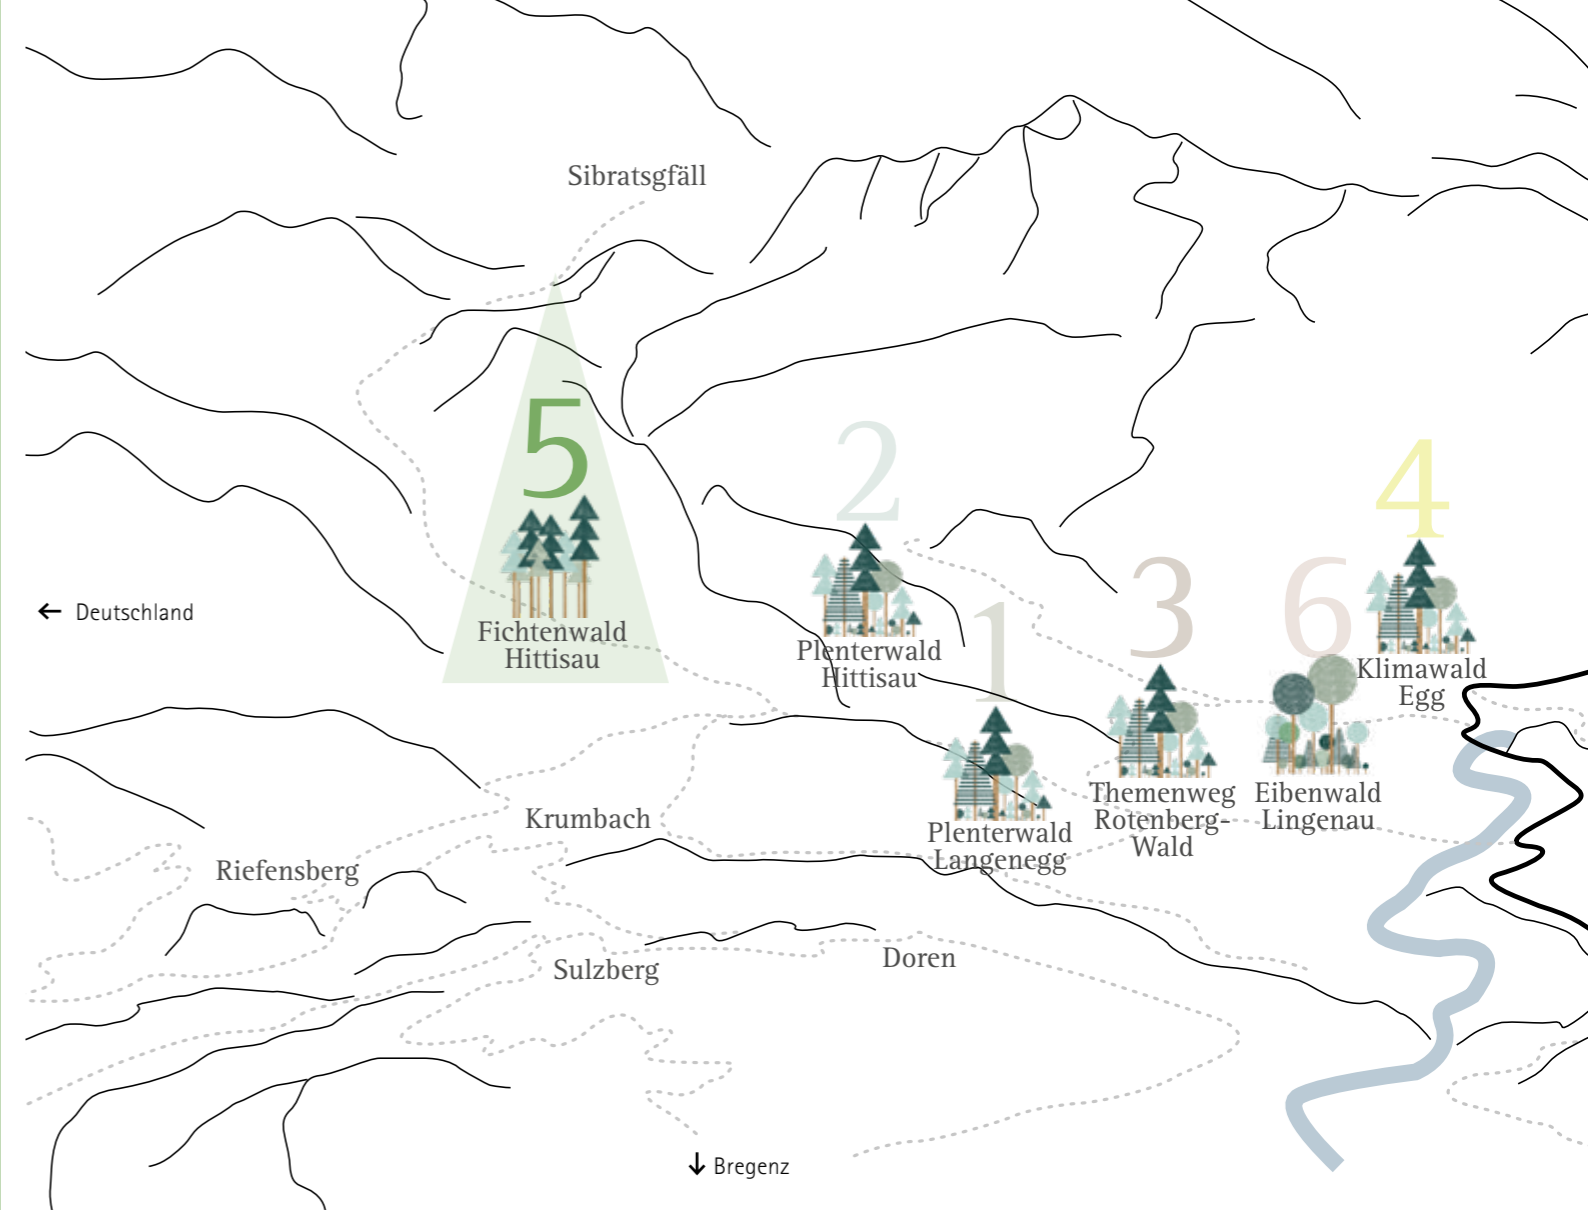 Sibratsgfäll
5
2
4
3
6
1
← Deutschland
Fichtenwald
Hittisau
Plenterwald
Hittisau
Klimawald
Egg
Themenweg
Rotenberg-
Wald
Eibenwald
Lingenau
Plenterwald
Langenegg
Krumbach
Riefensberg
Sulzberg
Doren
↓ Bregenz